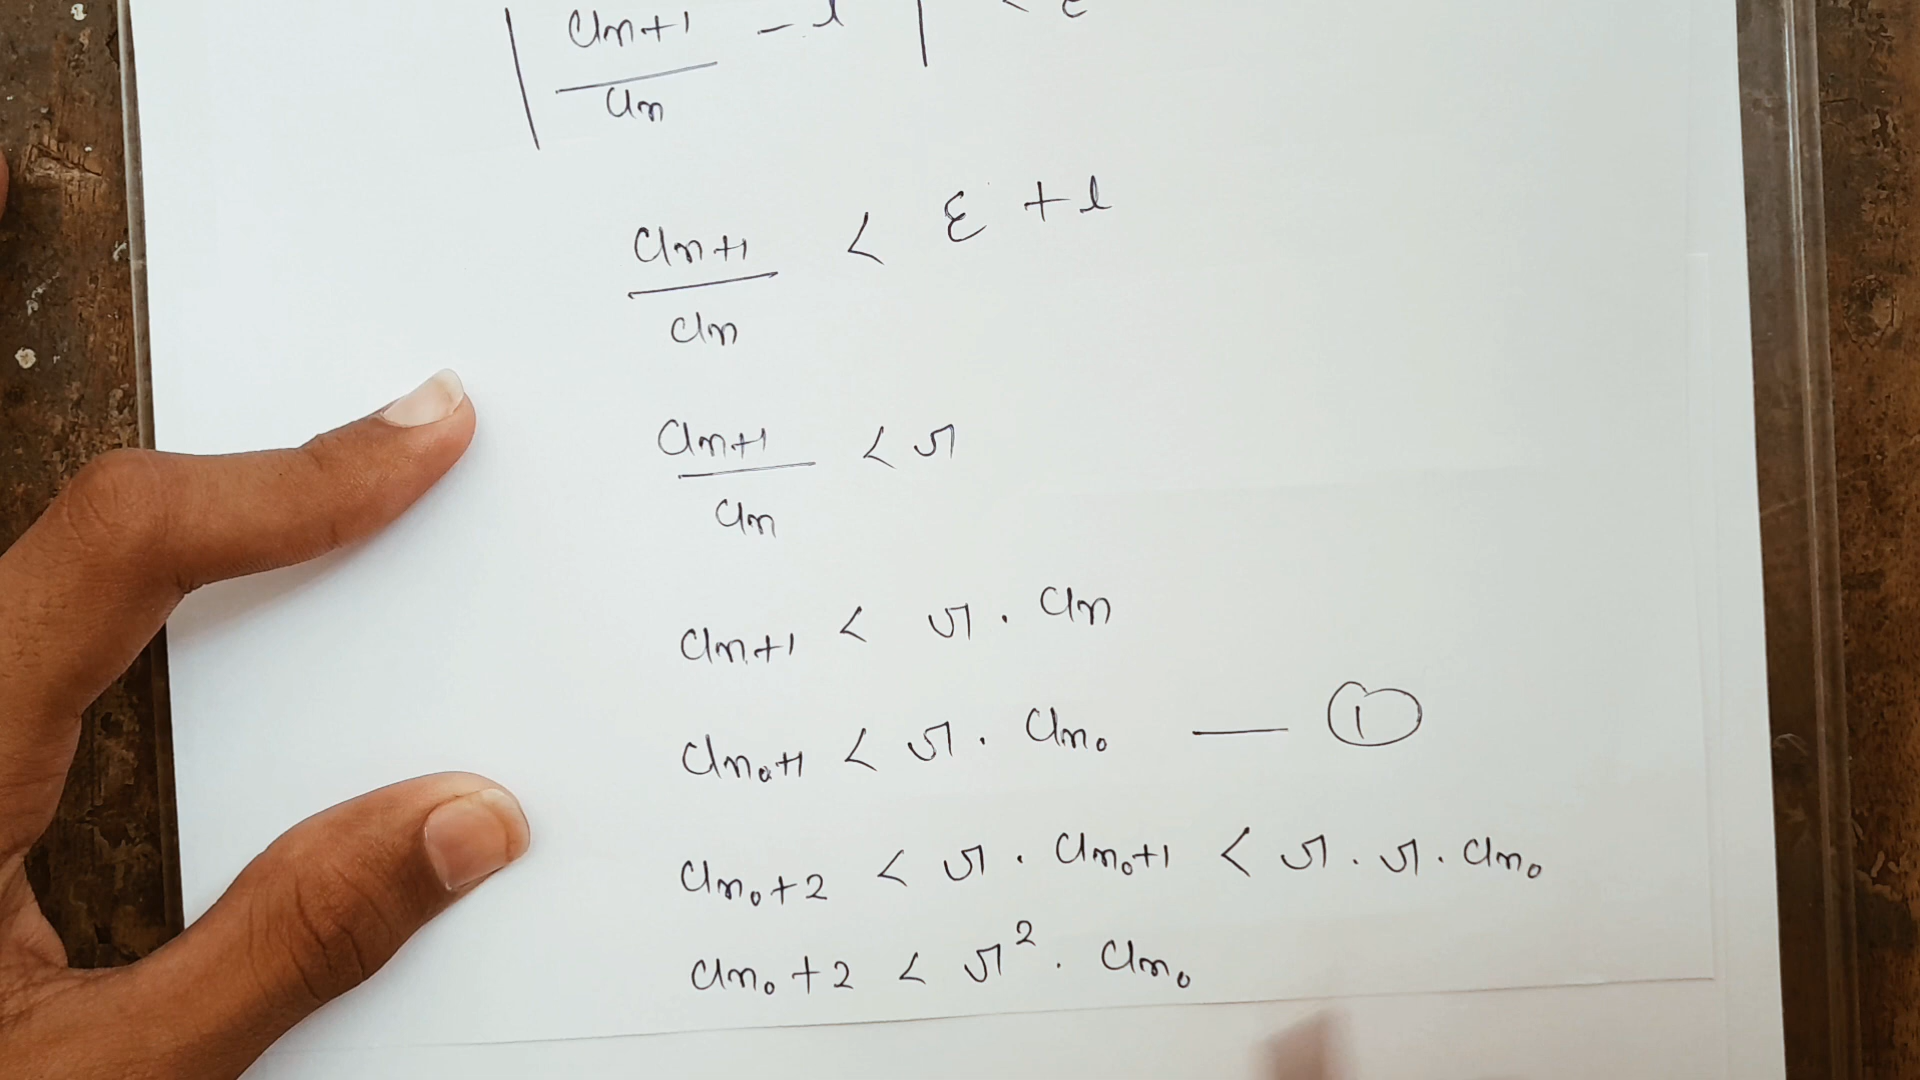 | an+1 / an - l | < ε
an+1 / an < ε + l
an+1 / an < r
an+1 < r . an
an₀+1 < r . an₀ — ①
an₀+2 < r . an₀+1 < r . r . an₀
an₀+2 < r² . an₀